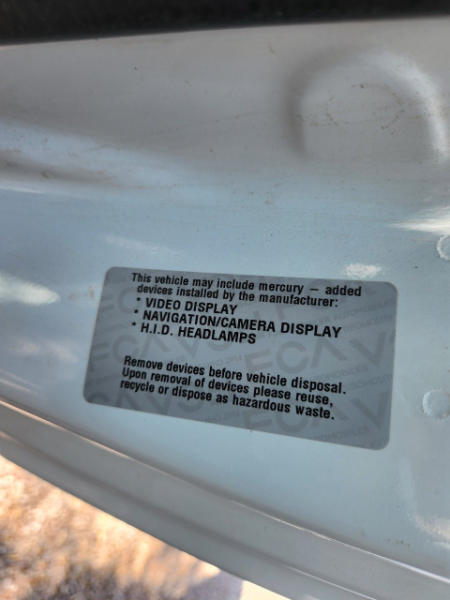 This vehicle may include mercury – added
devices installed by the manufacturer:
* VIDEO DISPLAY
* NAVIGATION/CAMERA DISPLAY
* H.I.D. HEADLAMPS
Remove devices before vehicle disposal.
Upon removal of devices please reuse,
recycle or dispose as hazardous waste.